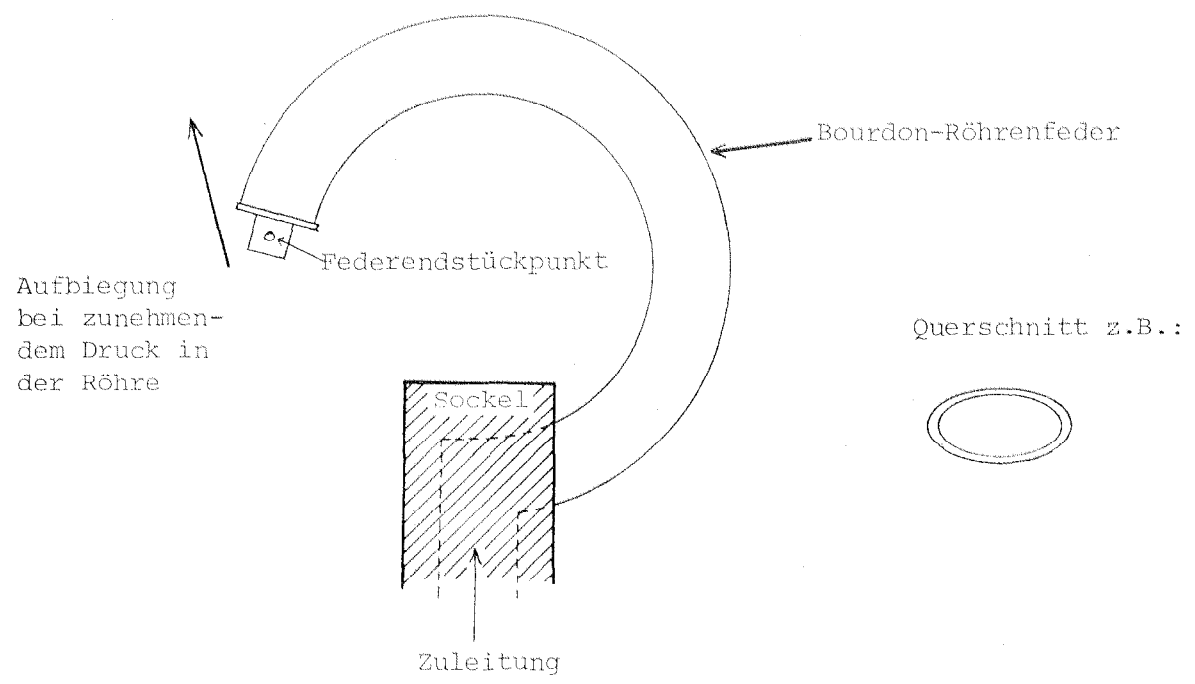 Bourdon-Röhrenfeder
Federendstückpunkt
Aufbiegung
bei zunehmen-
dem Druck in
der Röhre
Querschnitt z.B.:
Sockel
Zuleitung